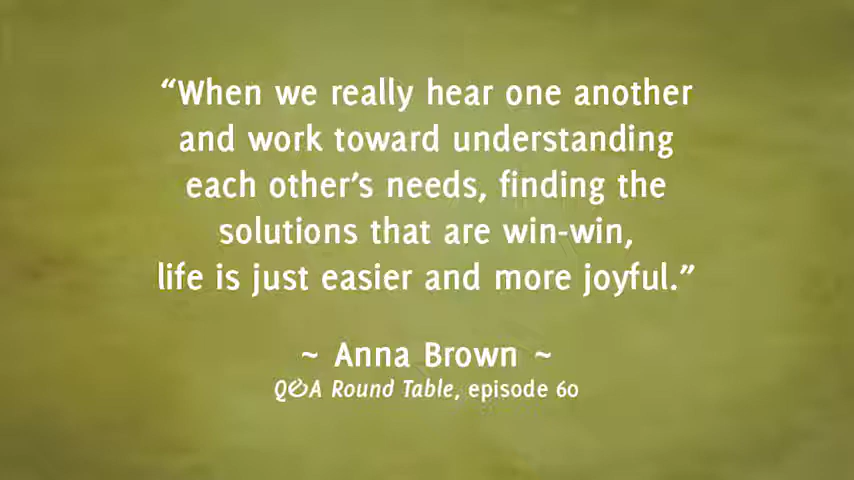 “When we really hear one another
and work toward understanding
each other’s needs, finding the
solutions that are win-win,
life is just easier and more joyful.”
~ Anna Brown ~
Q&A Round Table, episode 60